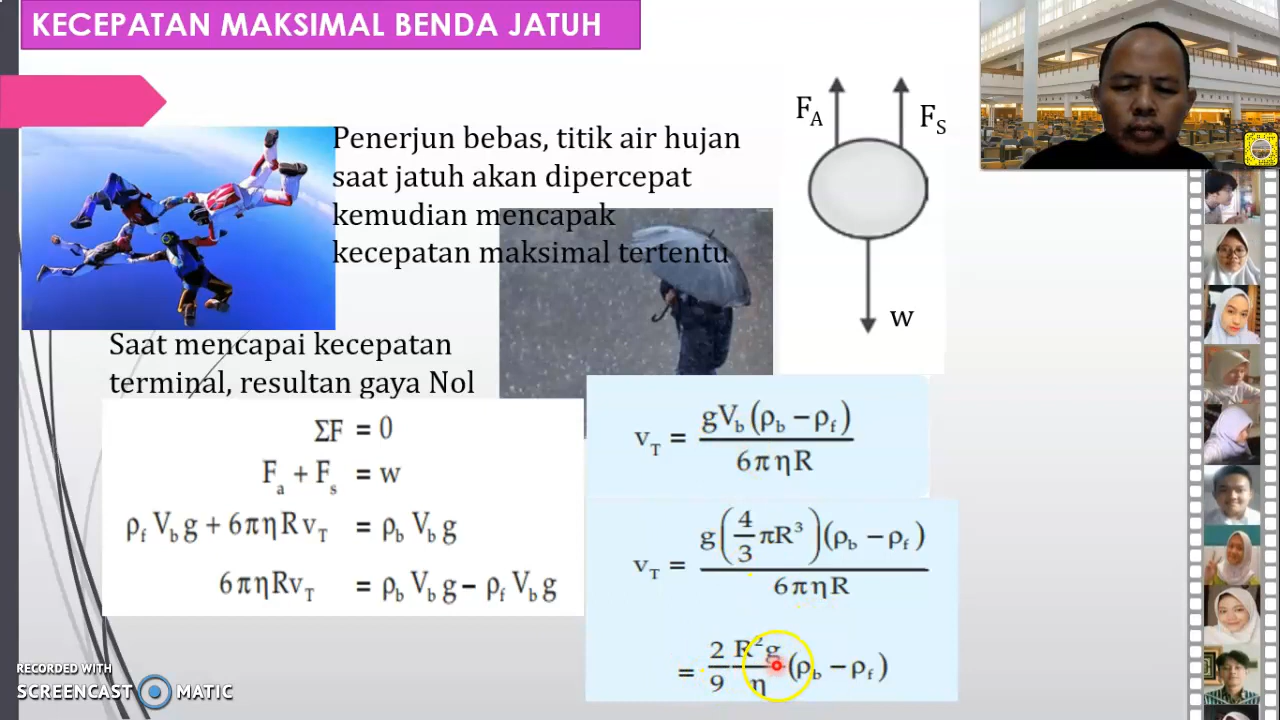 KECEPATAN MAKSIMAL BENDA JATUH
Penerjun bebas, titik air hujan
saat jatuh akan dipercepat
kemudian mencapak
kecepatan maksimal tertentu
F_A
F_S
w
Saat mencapai kecepatan
terminal, resultan gaya Nol
ΣF = 0
F_a + F_s = w
ρ_f V_b g + 6πηRv_T = ρ_b V_b g
6πηRv_T = ρ_b V_b g − ρ_f V_b g
v_T = gV_b (ρ_b − ρ_f) / 6πηR
v_T = g(4/3 πR³)(ρ_b − ρ_f) / 6πηR
= 2/9 R²g/η (ρ_b − ρ_f)
RECORDED WITH
SCREENCAST MATIC